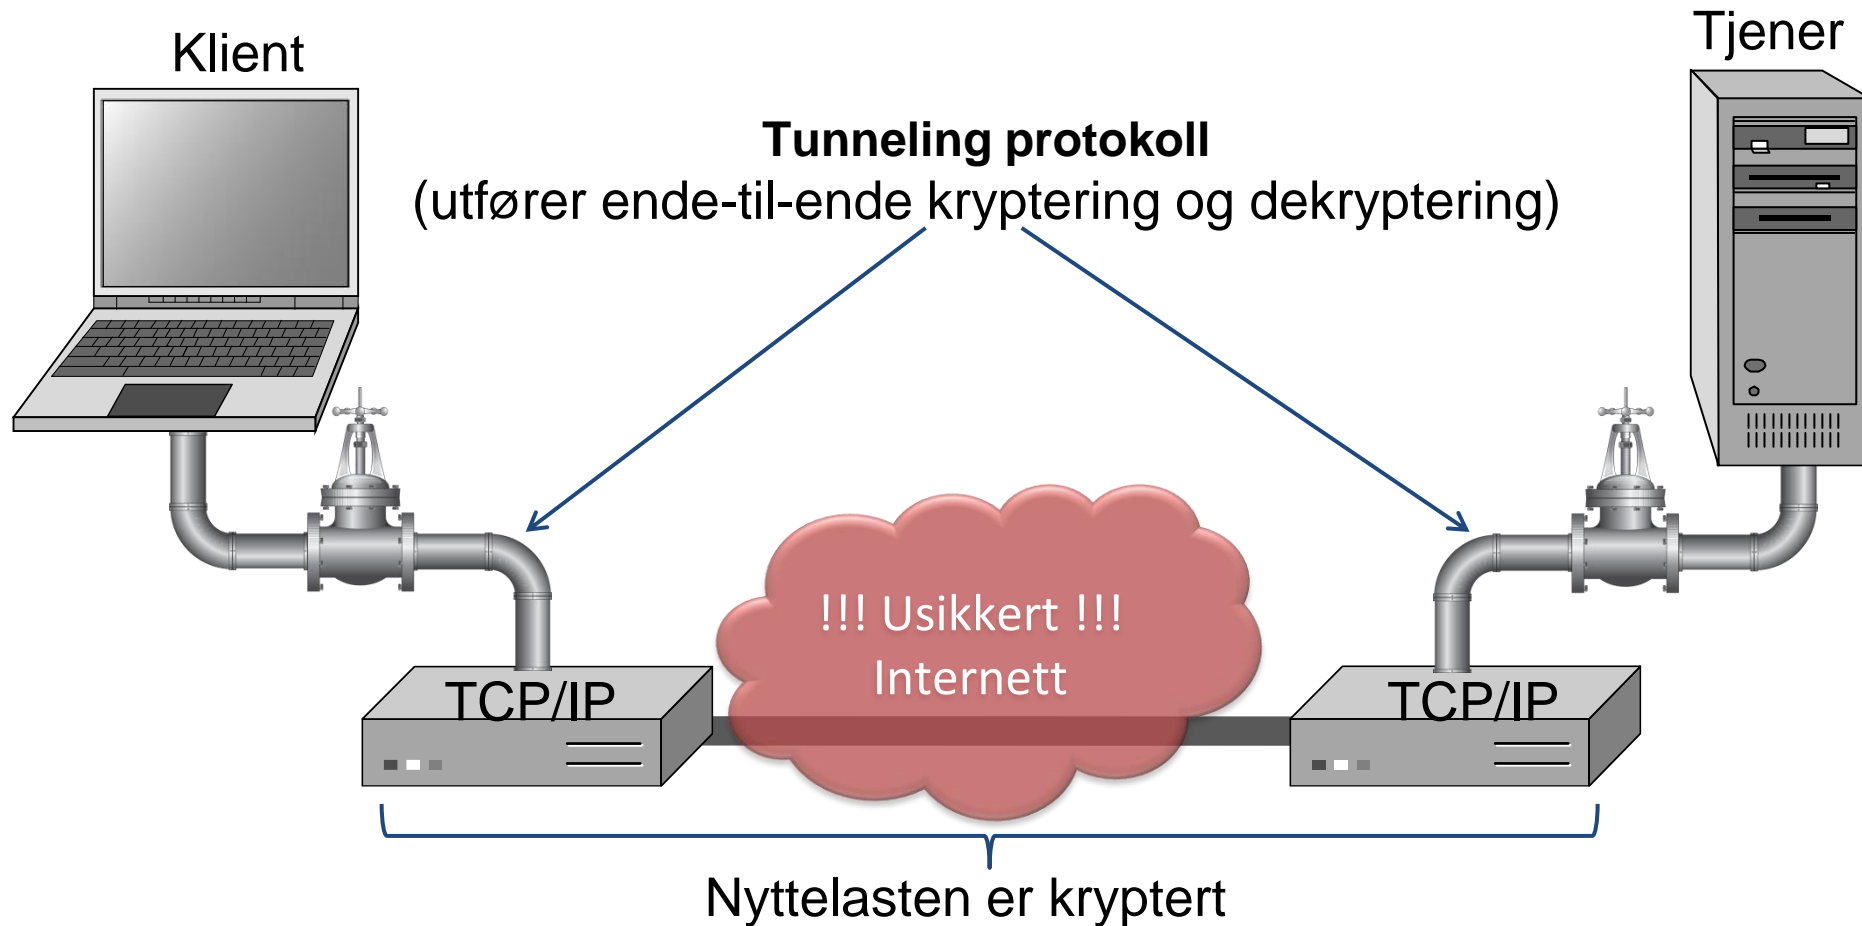 Klient
Tjener
Tunneling protokoll
(utfører ende-til-ende kryptering og dekryptering)
!!! Usikkert !!!
Internett
TCP/IP
TCP/IP
Nyttelasten er kryptert